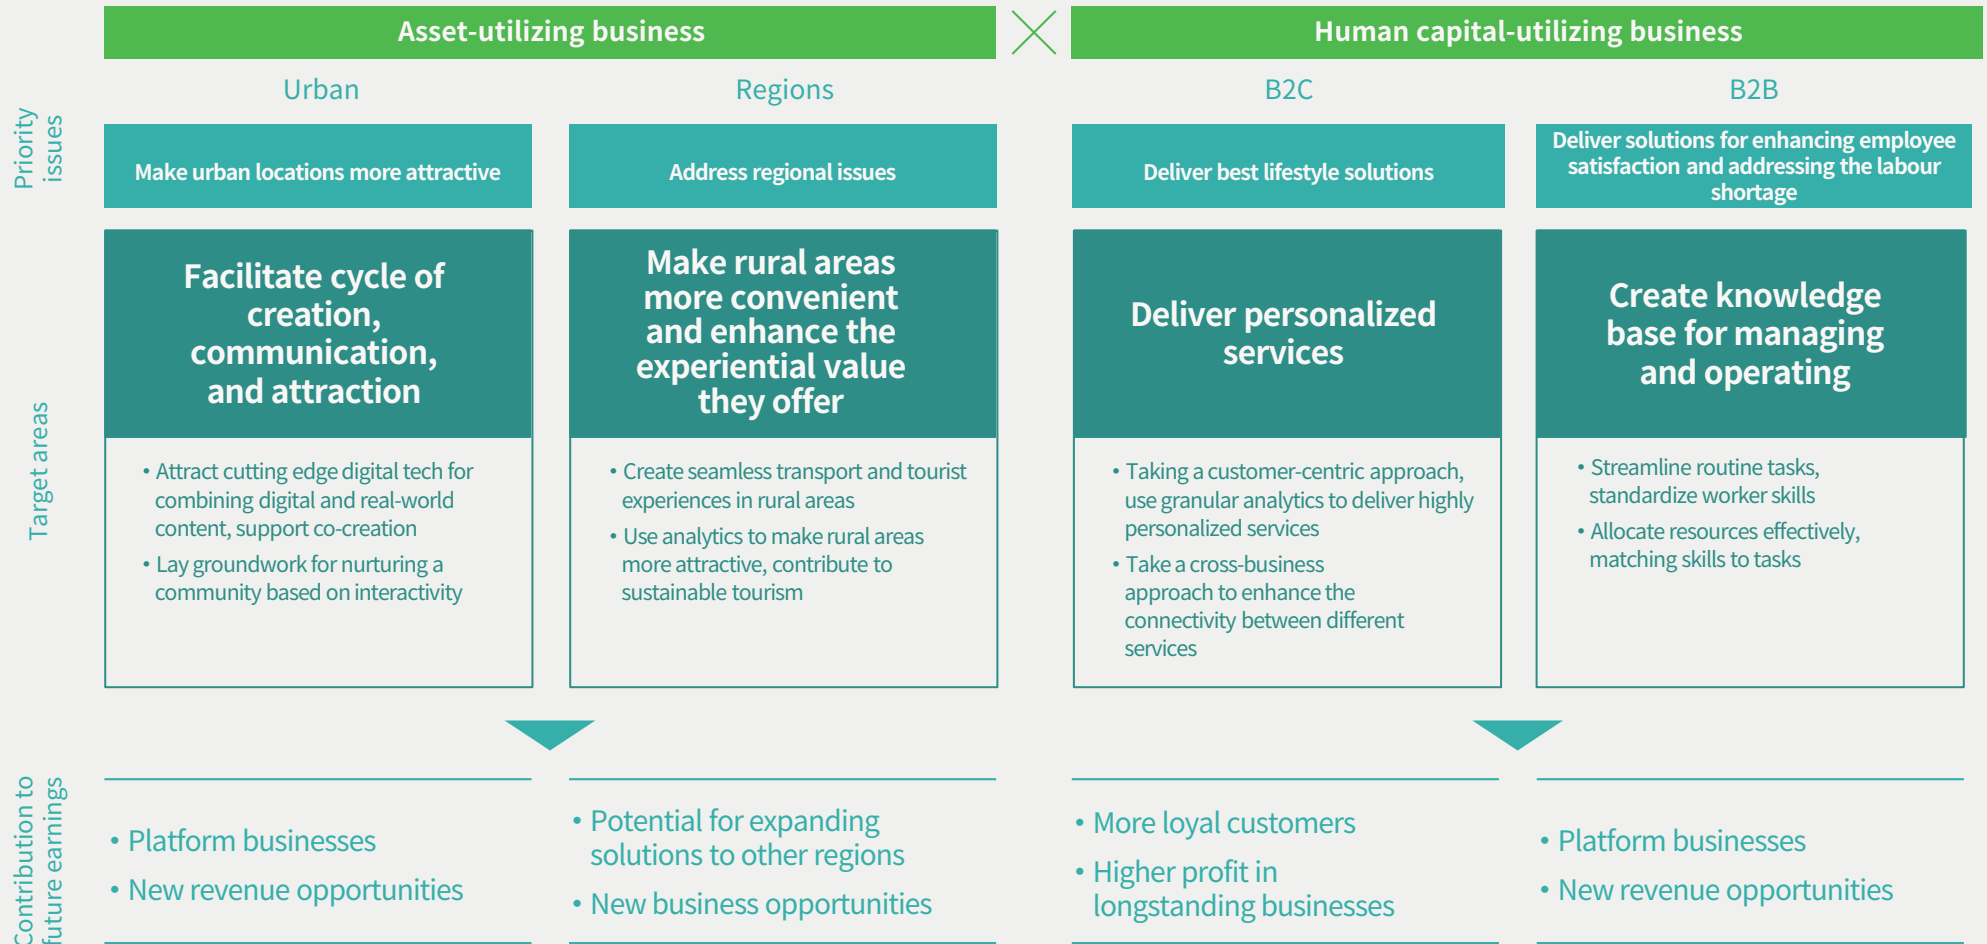 Asset-utilizing business
Human capital-utilizing business
Urban
Regions
B2C
B2B
Priority
issues
Make urban locations more attractive
Address regional issues
Deliver best lifestyle solutions
Deliver solutions for enhancing employee
satisfaction and addressing the labour
shortage
Target areas
Facilitate cycle of
creation,
communication,
and attraction
• Attract cutting edge digital tech for
combining digital and real-world
content, support co-creation
• Lay groundwork for nurturing a
community based on interactivity
Make rural areas
more convenient
and enhance the
experiential value
they offer
• Create seamless transport and tourist
experiences in rural areas
• Use analytics to make rural areas
more attractive, contribute to
sustainable tourism
Deliver personalized
services
• Taking a customer-centric approach,
use granular analytics to deliver highly
personalized services
• Take a cross-business
approach to enhance the
connectivity between different
services
Create knowledge
base for managing
and operating
• Streamline routine tasks,
standardize worker skills
• Allocate resources effectively,
matching skills to tasks
Contribution to
future earnings
• Platform businesses
• New revenue opportunities
• Potential for expanding
solutions to other regions
• New business opportunities
• More loyal customers
• Higher profit in
longstanding businesses
• Platform businesses
• New revenue opportunities